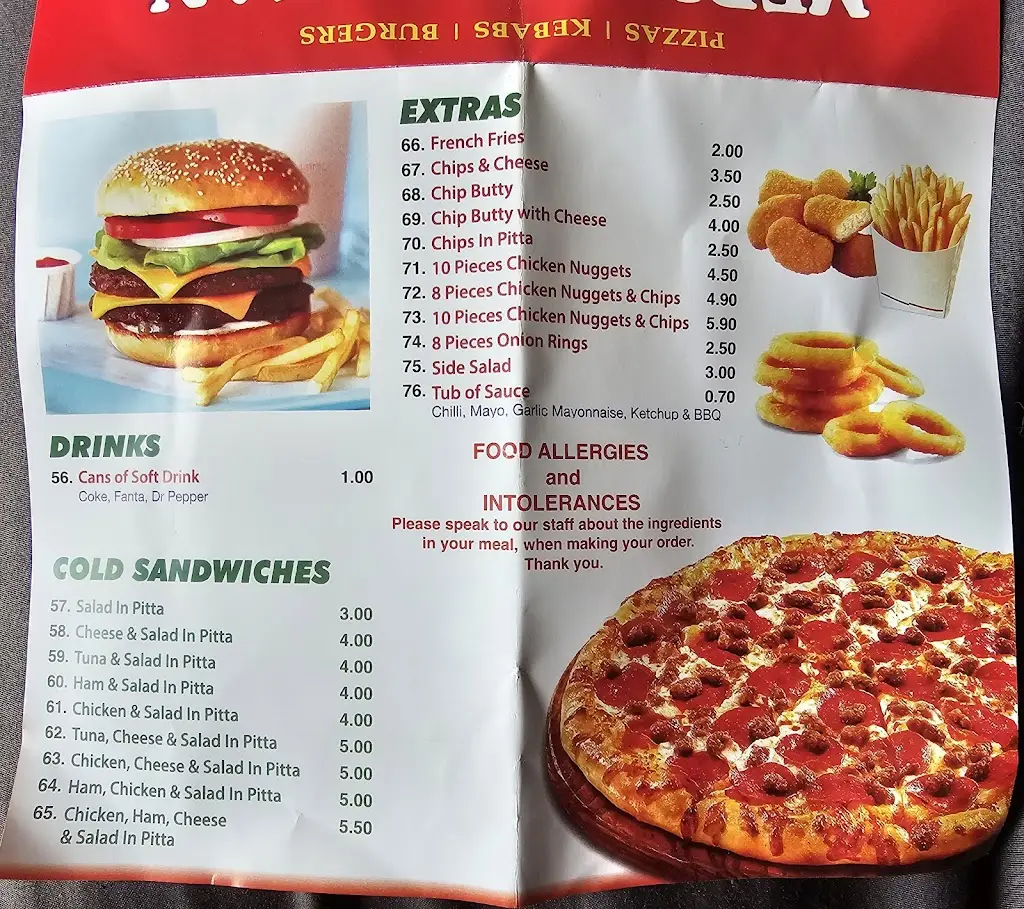 PIZZAS | KEBABS | BURGERS
EXTRAS
66. French Fries 2.00
67. Chips & Cheese 3.50
68. Chip Butty 2.50
69. Chip Butty with Cheese 4.00
70. Chips In Pitta 2.50
71. 10 Pieces Chicken Nuggets 4.50
72. 8 Pieces Chicken Nuggets & Chips 4.90
73. 10 Pieces Chicken Nuggets & Chips 5.90
74. 8 Pieces Onion Rings 2.50
75. Side Salad 3.00
76. Tub of Sauce 0.70
Chilli, Mayo, Garlic Mayonnaise, Ketchup & BBQ
FOOD ALLERGIES
and
INTOLERANCES
Please speak to our staff about the ingredients
in your meal, when making your order.
Thank you.
DRINKS
56. Cans of Soft Drink 1.00
Coke, Fanta, Dr Pepper
COLD SANDWICHES
57. Salad In Pitta 3.00
58. Cheese & Salad In Pitta 4.00
59. Tuna & Salad In Pitta 4.00
60. Ham & Salad In Pitta 4.00
61. Chicken & Salad In Pitta 4.00
62. Tuna, Cheese & Salad In Pitta 5.00
63. Chicken, Cheese & Salad In Pitta 5.00
64. Ham, Chicken & Salad In Pitta 5.00
65. Chicken, Ham, Cheese 5.50
& Salad In Pitta